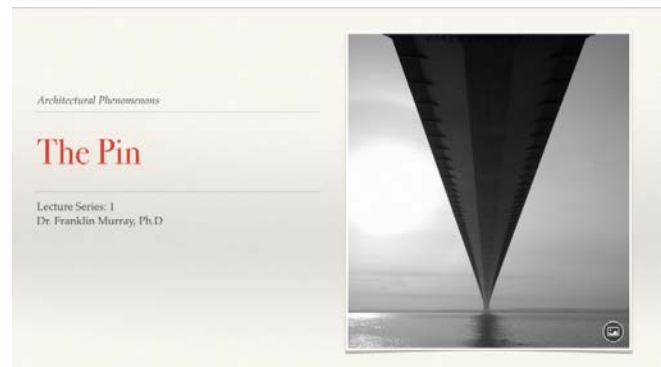 Architectural Phenomenons
The Pin
Lecture Series: 1
Dr. Franklin Murray, Ph.D